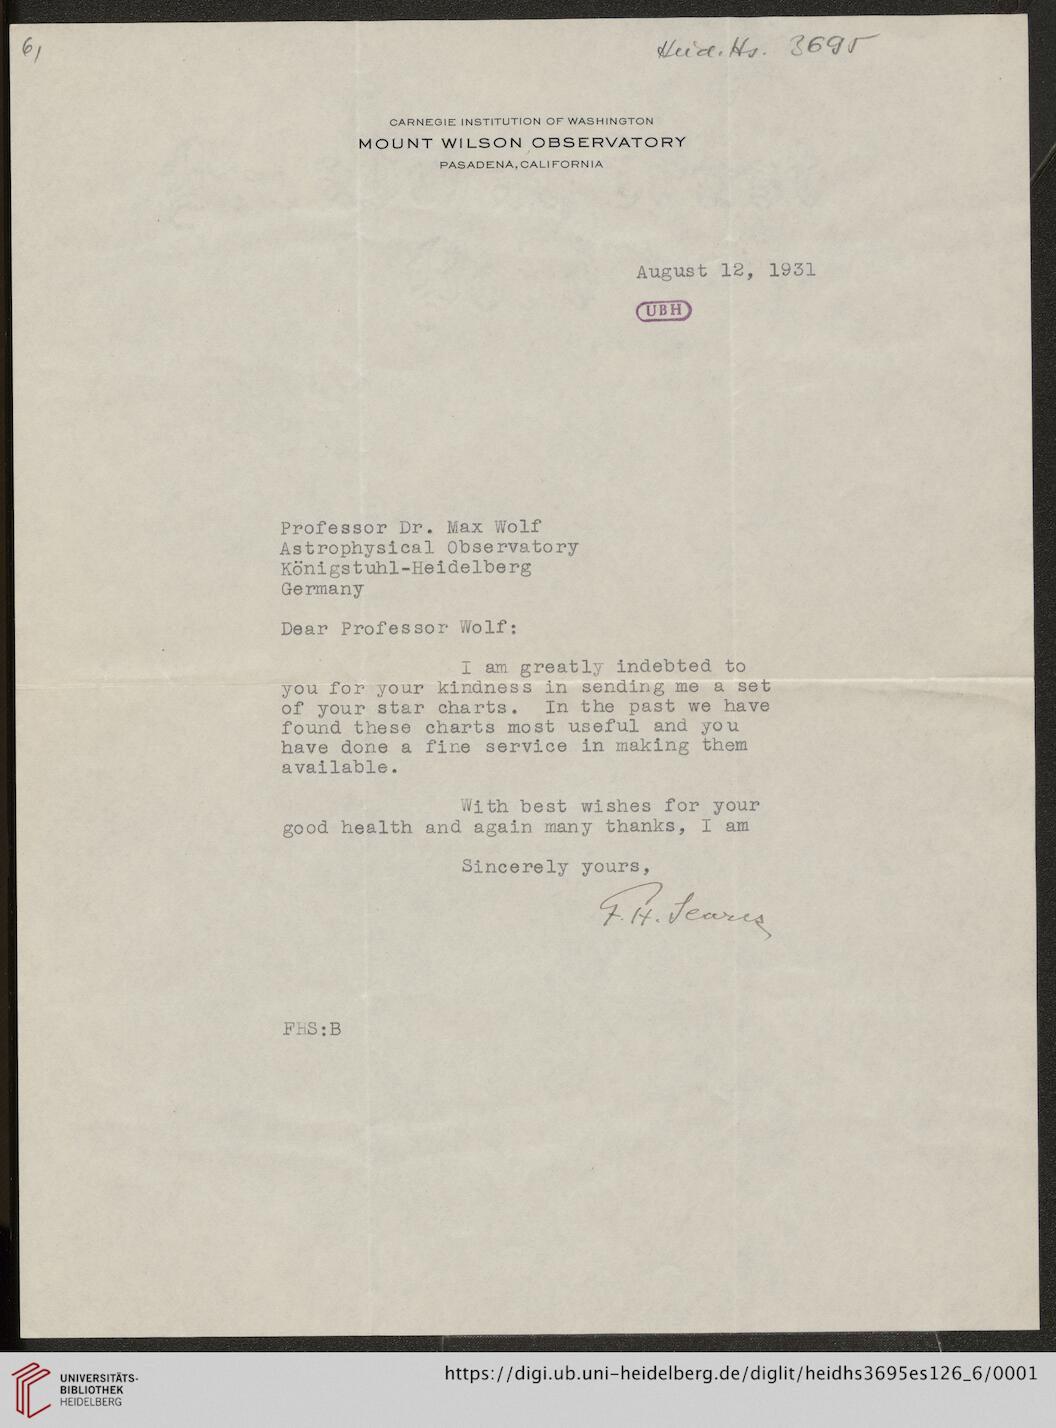 6,
Heid. Hs. 3695
CARNEGIE INSTITUTION OF WASHINGTON
MOUNT WILSON OBSERVATORY
PASADENA, CALIFORNIA
August 12, 1931
UBH
Professor Dr. Max Wolf
Astrophysical Observatory
Königstuhl-Heidelberg
Germany
Dear Professor Wolf:
I am greatly indebted to
you for your kindness in sending me a set
of your star charts. In the past we have
found these charts most useful and you
have done a fine service in making them
available.
With best wishes for your
good health and again many thanks, I am
Sincerely yours,
F. H. Seares
FHS:B
UNIVERSITÄTS-
BIBLIOTHEK
HEIDELBERG
https://digi.ub.uni-heidelberg.de/diglit/heidhs3695es126_6/0001